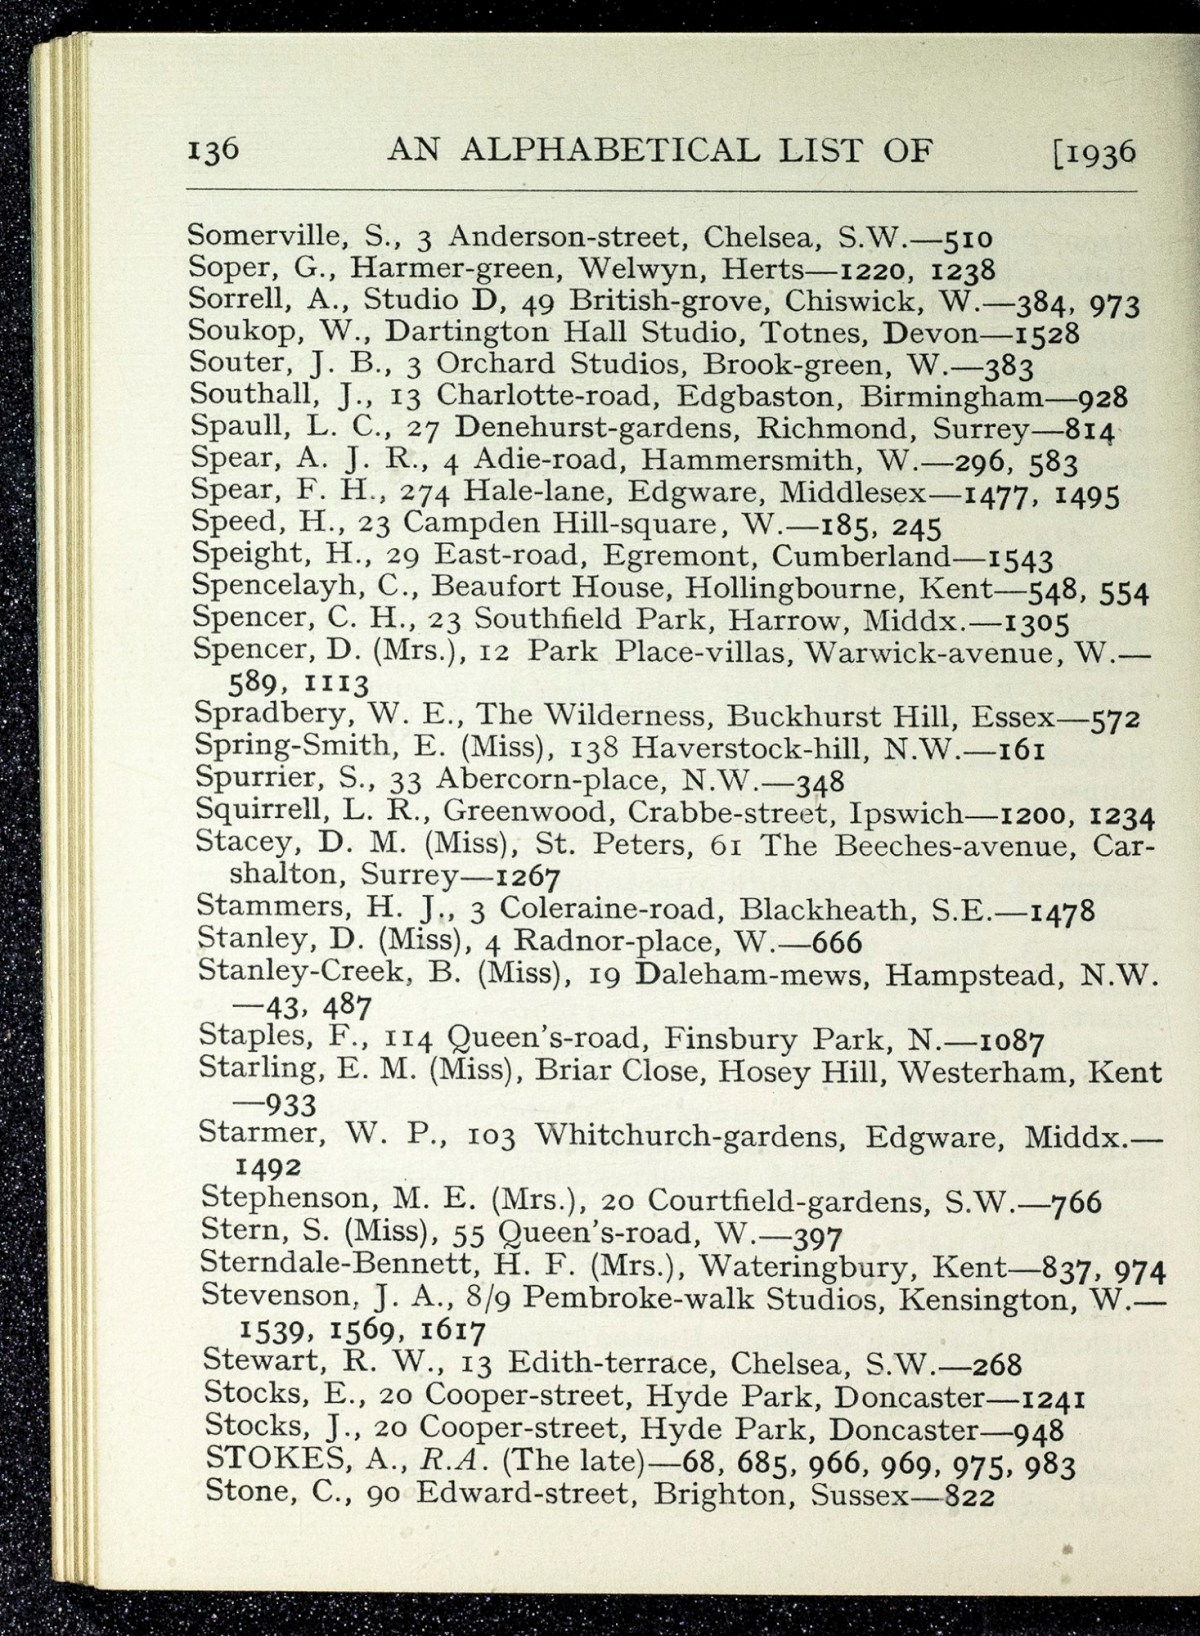 136 AN ALPHABETICAL LIST OF [1936
Somerville, S., 3 Anderson-street, Chelsea, S.W.—510
Soper, G., Harmer-green, Welwyn, Herts—1220, 1238
Sorrell, A., Studio D, 49 British-grove, Chiswick, W.—384, 973
Soukop, W., Dartington Hall Studio, Totnes, Devon—1528
Souter, J. B., 3 Orchard Studios, Brook-green, W.—383
Southall, J., 13 Charlotte-road, Edgbaston, Birmingham—928
Spaull, L. C., 27 Denehurst-gardens, Richmond, Surrey—814
Spear, A. J. R., 4 Adie-road, Hammersmith, W.—296, 583
Spear, F. H., 274 Hale-lane, Edgware, Middlesex—1477, 1495
Speed, H., 23 Campden Hill-square, W.—185, 245
Speight, H., 29 East-road, Egremont, Cumberland—1543
Spencelayh, C., Beaufort House, Hollingbourne, Kent—548, 554
Spencer, C. H., 23 Southfield Park, Harrow, Middx.—1305
Spencer, D. (Mrs.), 12 Park Place-villas, Warwick-avenue, W.—
589, 1113
Spradbery, W. E., The Wilderness, Buckhurst Hill, Essex—572
Spring-Smith, E. (Miss), 138 Haverstock-hill, N.W.—161
Spurrier, S., 33 Abercorn-place, N.W.—348
Squirrell, L. R., Greenwood, Crabbe-street, Ipswich—1200, 1234
Stacey, D. M. (Miss), St. Peters, 61 The Beeches-avenue, Car-
shalton, Surrey—1267
Stammers, H. J., 3 Coleraine-road, Blackheath, S.E.—1478
Stanley, D. (Miss), 4 Radnor-place, W.—666
Stanley-Creek, B. (Miss), 19 Daleham-mews, Hampstead, N.W.
—43, 487
Staples, F., 114 Queen's-road, Finsbury Park, N.—1087
Starling, E. M. (Miss), Briar Close, Hosey Hill, Westerham, Kent
—933
Starmer, W. P., 103 Whitchurch-gardens, Edgware, Middx.—
1492
Stephenson, M. E. (Mrs.), 20 Courtfield-gardens, S.W.—766
Stern, S. (Miss), 55 Queen's-road, W.—397
Sterndale-Bennett, H. F. (Mrs.), Wateringbury, Kent—837, 974
Stevenson, J. A., 8/9 Pembroke-walk Studios, Kensington, W.—
1539, 1569, 1617
Stewart, R. W., 13 Edith-terrace, Chelsea, S.W.—268
Stocks, E., 20 Cooper-street, Hyde Park, Doncaster—1241
Stocks, J., 20 Cooper-street, Hyde Park, Doncaster—948
STOKES, A., R.A. (The late)—68, 685, 966, 969, 975, 983
Stone, C., 90 Edward-street, Brighton, Sussex—822